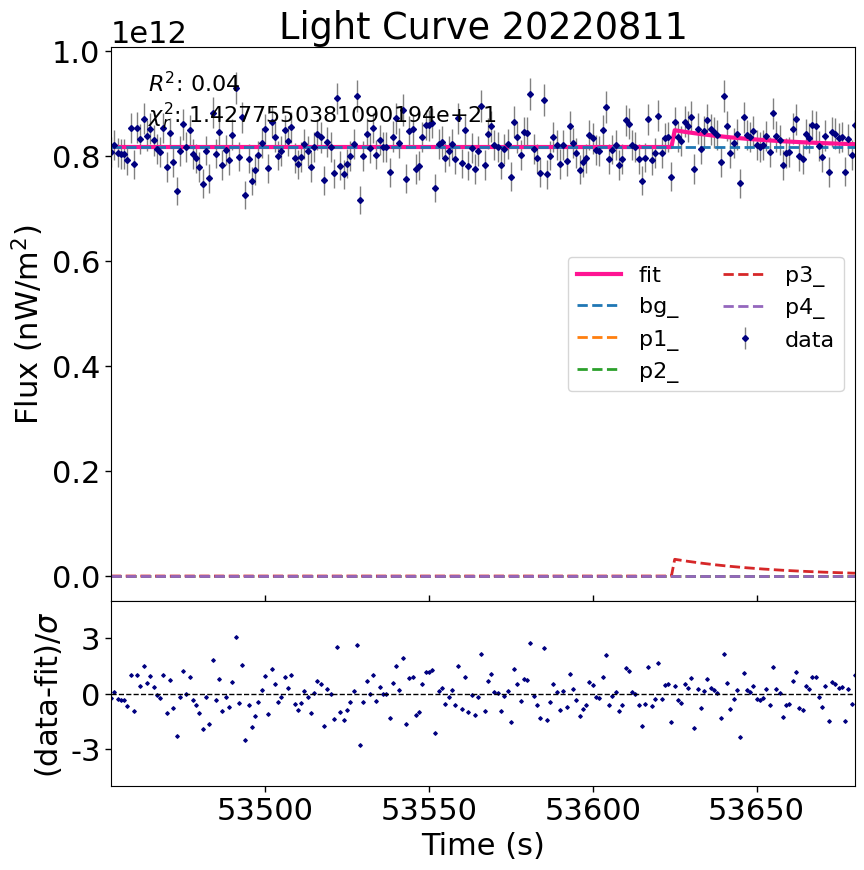 Light Curve 20220811
1e12
R²: 0.04
χ²: 1.4277550381090194e+21
1.0
0.8
0.6
0.4
0.2
0.0
Flux (nW/m²)
fit
bg_
p1_
p2_
p3_
p4_
data
3
0
-3
(data-fit)/σ
53500
53550
53600
53650
Time (s)